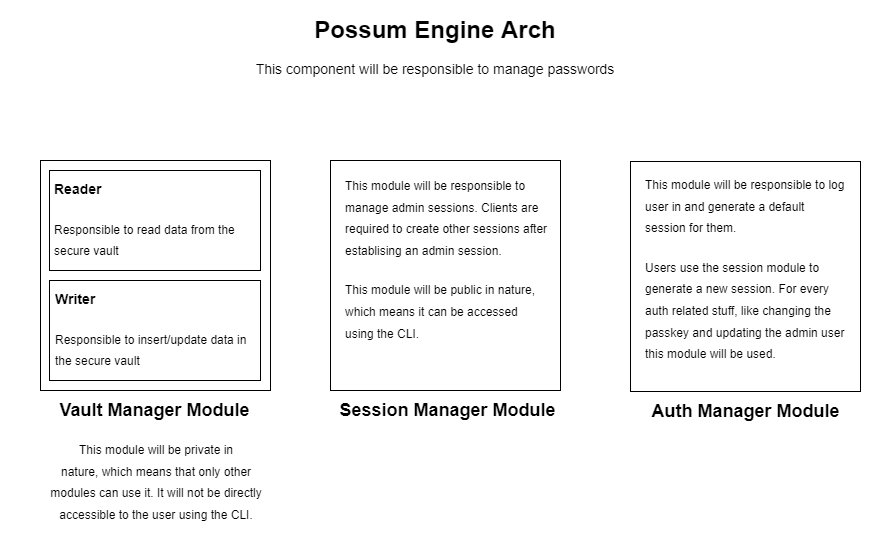 Possum Engine Arch
This component will be responsible to manage passwords
Reader
Responsible to read data from the
secure vault
Writer
Responsible to insert/update data in
the secure vault
Vault Manager Module
This module will be private in
nature, which means that only other
modules can use it. It will not be directly
accessible to the user using the CLI.
This module will be responsible to
manage admin sessions. Clients are
required to create other sessions after
establising an admin session.
This module will be public in nature,
which means it can be accessed
using the CLI.
Session Manager Module
This module will be responsible to log
user in and generate a default
session for them.
Users use the session module to
generate a new session. For every
auth related stuff, like changing the
passkey and updating the admin user
this module will be used.
Auth Manager Module